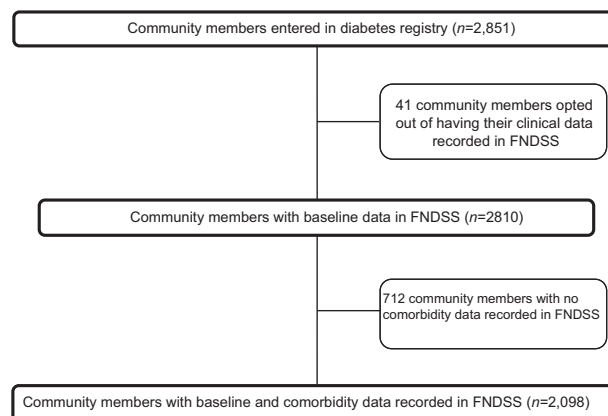 Community members entered in diabetes registry (n=2,851)
41 community members opted
out of having their clinical data
recorded in FNDSS
Community members with baseline data in FNDSS (n=2810)
712 community members with no
comorbidity data recorded in FNDSS
Community members with baseline and comorbidity data recorded in FNDSS (n=2,098)